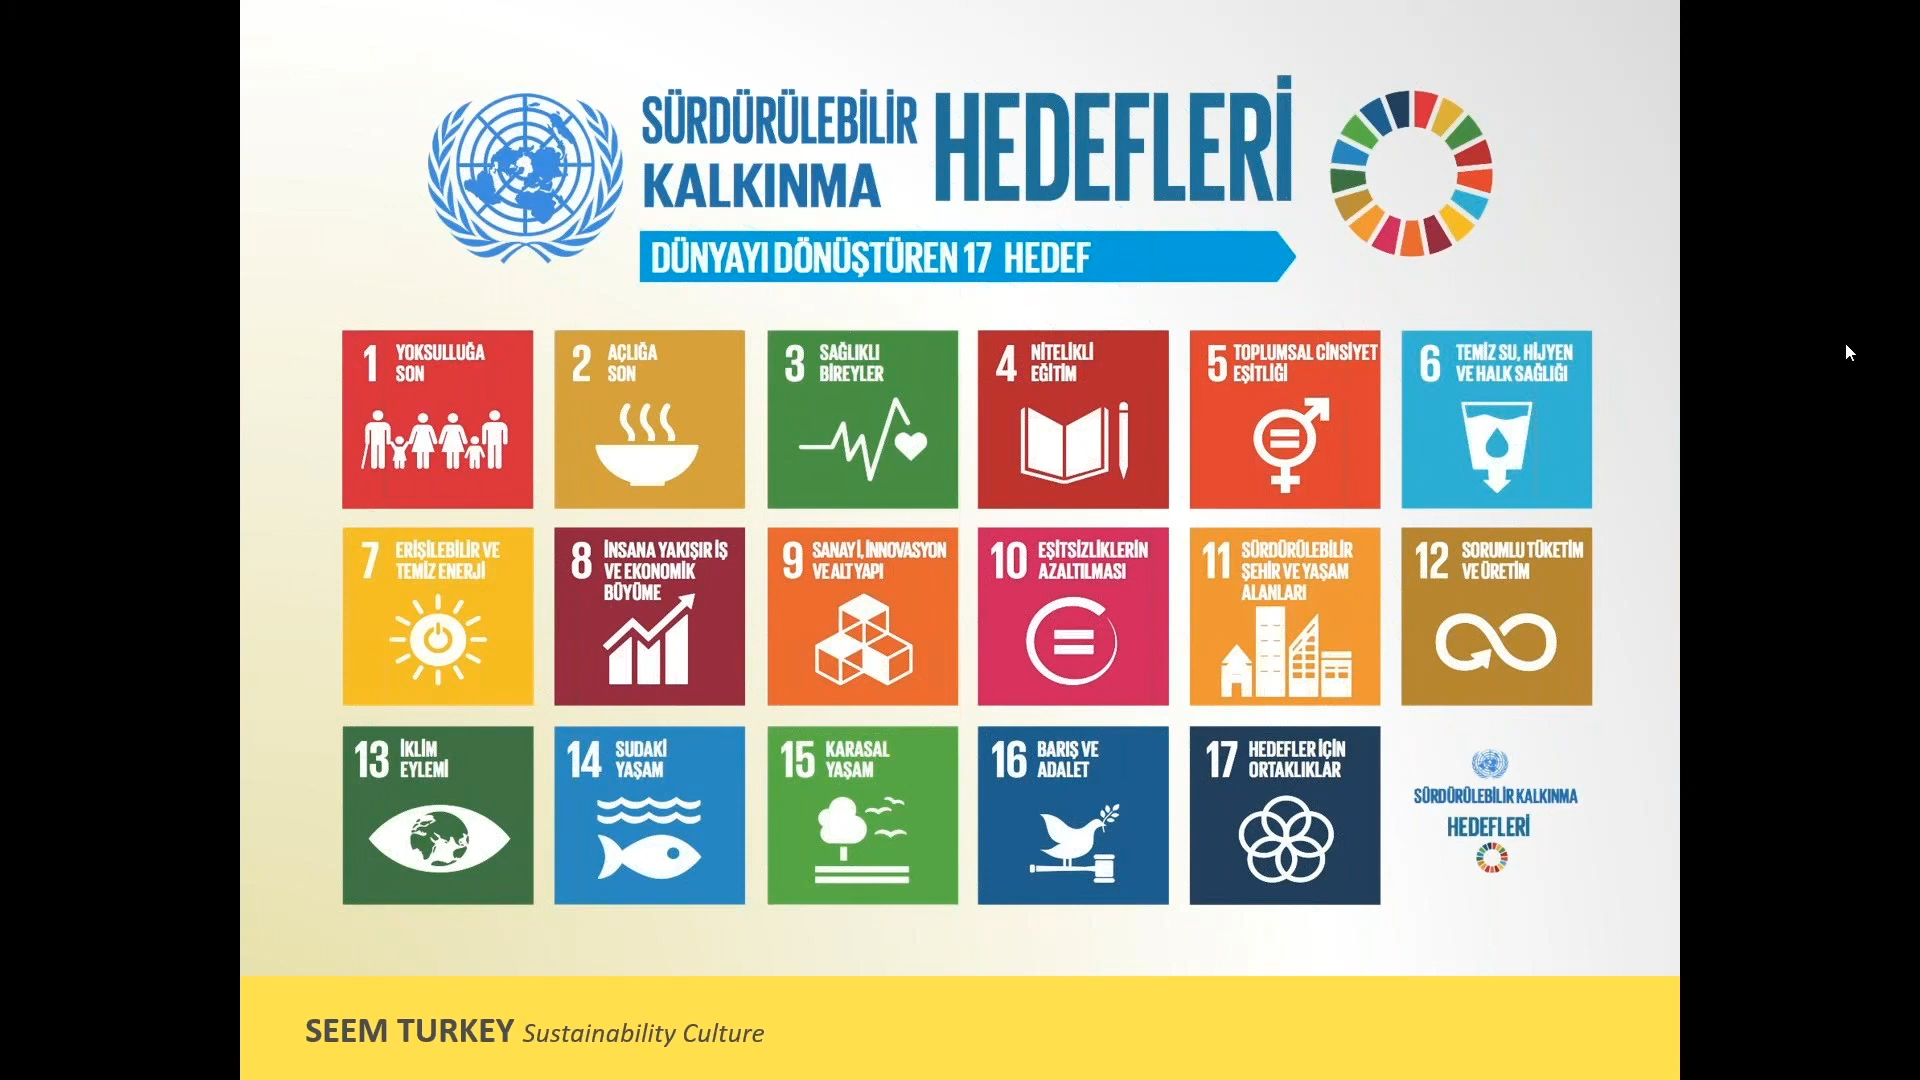 SÜRDÜRÜLEBİLİR
KALKINMA
HEDEFLERİ
DÜNYAYI DÖNÜŞTÜREN 17 HEDEF
1 YOKSULLUĞA
SON
2 AÇLIĞA
SON
3 SAĞLIKLI
BİREYLER
4 NİTELİKLİ
EĞİTİM
5 TOPLUMSAL CİNSİYET
EŞİTLİĞİ
6 TEMİZ SU, HİJYEN
VE HALK SAĞLIĞI
7 ERİŞİLEBİLİR VE
TEMİZ ENERJİ
8 İNSANA YAKIŞIR İŞ
VE EKONOMİK
BÜYÜME
9 SANAYİ, İNNOVASYON
VE ALT YAPI
10 EŞİTSİZLİKLERİN
AZALTILMASI
11 SÜRDÜRÜLEBİLİR
ŞEHİR VE YAŞAM
ALANLARI
12 SORUMLU TÜKETİM
VE ÜRETİM
13 İKLİM
EYLEMİ
14 SUDAKİ
YAŞAM
15 KARASAL
YAŞAM
16 BARIŞ VE
ADALET
17 HEDEFLER İÇİN
ORTAKLIKLAR
SÜRDÜRÜLEBİLİR KALKINMA
HEDEFLERİ
SEEM TURKEY Sustainability Culture